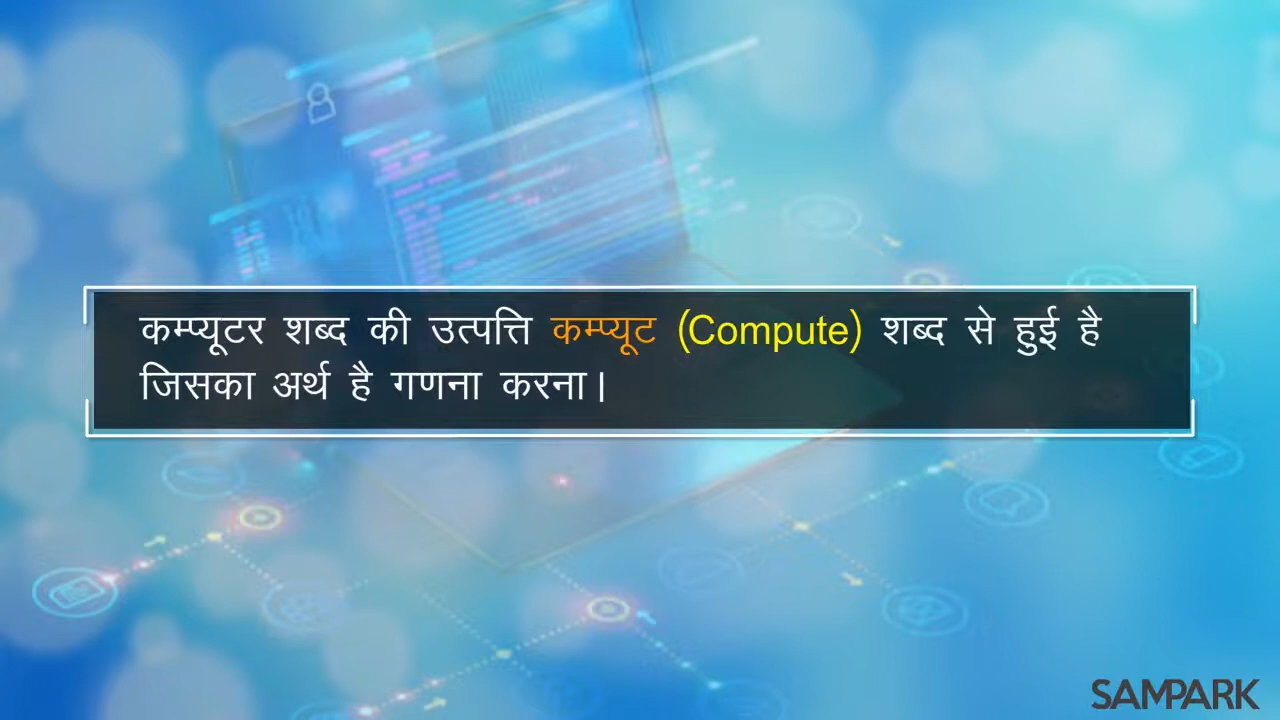 कम्प्यूटर शब्द की उत्पत्ति कम्प्यूट (Compute) शब्द से हुई है
जिसका अर्थ है गणना करना।
SAMPARK